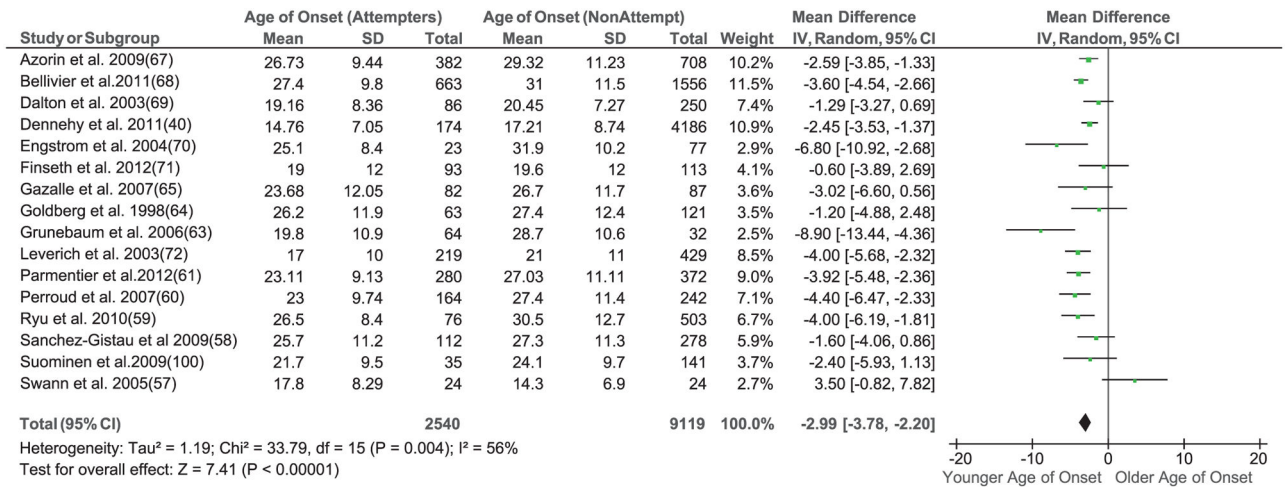 Age of Onset (Attempters) Age of Onset (NonAttempt) Mean Difference Mean Difference
Study or Subgroup Mean SD Total Mean SD Total Weight IV, Random, 95% CI IV, Random, 95% CI
Azorin et al. 2009(67) 26.73 9.44 382 29.32 11.23 708 10.2% -2.59 [-3.85, -1.33]
Bellivier et al.2011(68) 27.4 9.8 663 31 11.5 1556 11.5% -3.60 [-4.54, -2.66]
Dalton et al. 2003(69) 19.16 8.36 86 20.45 7.27 250 7.4% -1.29 [-3.27, 0.69]
Dennehy et al. 2011(40) 14.76 7.05 174 17.21 8.74 4186 10.9% -2.45 [-3.53, -1.37]
Engstrom et al. 2004(70) 25.1 8.4 23 31.9 10.2 77 2.9% -6.80 [-10.92, -2.68]
Finseth et al. 2012(71) 19 12 93 19.6 12 113 4.1% -0.60 [-3.89, 2.69]
Gazalle et al. 2007(65) 23.68 12.05 82 26.7 11.7 87 3.6% -3.02 [-6.60, 0.56]
Goldberg et al. 1998(64) 26.2 11.9 63 27.4 12.4 121 3.5% -1.20 [-4.88, 2.48]
Grunebaum et al. 2006(63) 19.8 10.9 64 28.7 10.6 32 2.5% -8.90 [-13.44, -4.36]
Leverich et al. 2003(72) 17 10 219 21 11 429 8.5% -4.00 [-5.68, -2.32]
Parmentier et al.2012(61) 23.11 9.13 280 27.03 11.11 372 9.0% -3.92 [-5.48, -2.36]
Perroud et al. 2007(60) 23 9.74 164 27.4 11.4 242 7.1% -4.40 [-6.47, -2.33]
Ryu et al. 2010(59) 26.5 8.4 76 30.5 12.7 503 6.7% -4.00 [-6.19, -1.81]
Sanchez-Gistau et al 2009(58) 25.7 11.2 112 27.3 11.3 278 5.9% -1.60 [-4.06, 0.86]
Suominen et al.2009(100) 21.7 9.5 35 24.1 9.7 141 3.7% -2.40 [-5.93, 1.13]
Swann et al. 2005(57) 17.8 8.29 24 14.3 6.9 24 2.7% 3.50 [-0.82, 7.82]
Total (95% CI) 2540 9119 100.0% -2.99 [-3.78, -2.20]
Heterogeneity: Tau² = 1.19; Chi² = 33.79, df = 15 (P = 0.004); I² = 56%
Test for overall effect: Z = 7.41 (P < 0.00001)
-20 -10 0 10 20
Younger Age of Onset Older Age of Onset